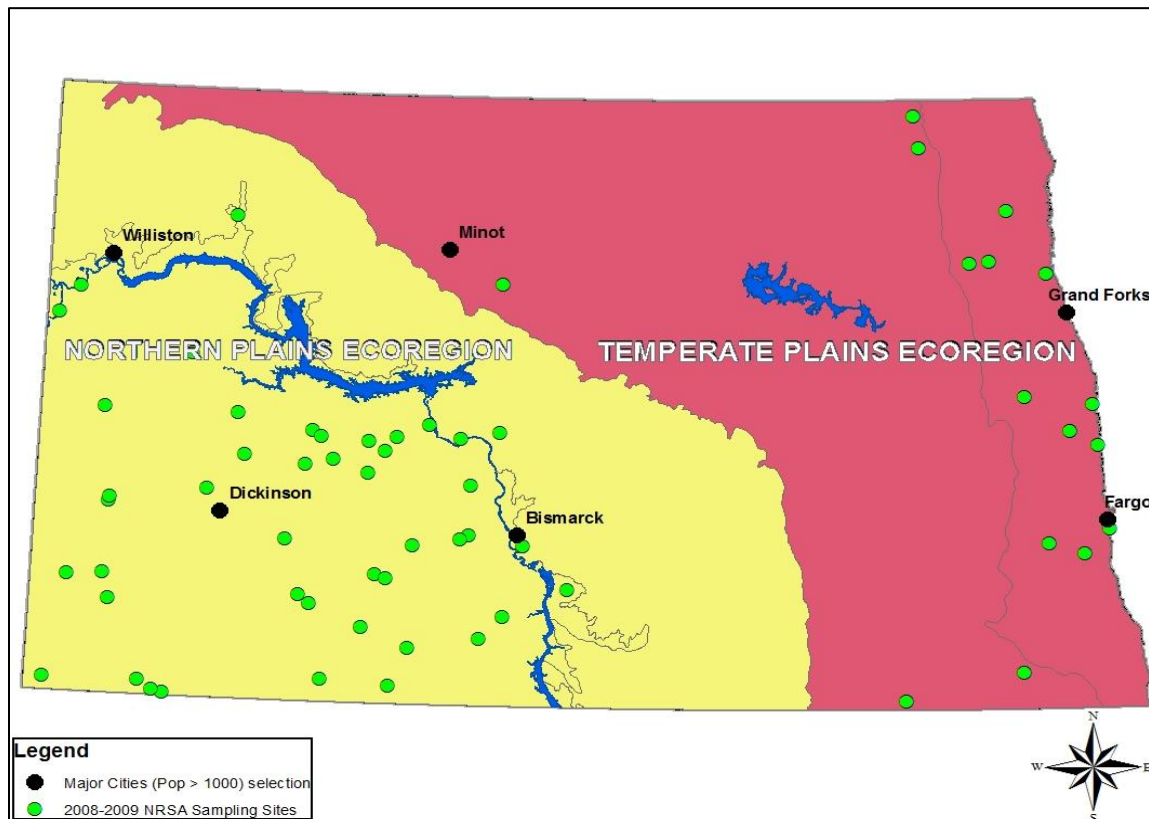 Williston
Minot
Grand Forks
NORTHERN PLAINS ECOREGION
TEMPERATE PLAINS ECOREGION
Dickinson
Bismarck
Fargo
Legend
Major Cities (Pop > 1000) selection
2008-2009 NRSA Sampling Sites
N
W
E
S